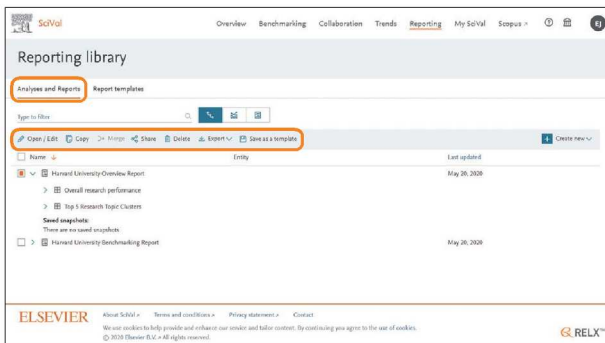 SciVal Overview Benchmarking Collaboration Trends Reporting My SciVal Scopus ↗ EJ
Reporting library
Analyses and Reports Report templates
Type to filter
Open / Edit Copy Merge Share Delete Export Save as a template Create new
Name Entity Last updated
Harvard University Overview Report May 20, 2020
Overall research performance
Top 5 Research Topic Clusters
Saved snapshots:
There are no saved snapshots
Harvard University Benchmarking Report May 20, 2020
ELSEVIER About SciVal ↗ Terms and conditions ↗ Privacy statement ↗ Contact
We use cookies to help provide and enhance our service and tailor content. By continuing you agree to the use of cookies.
© 2020 Elsevier B.V. ↗ All rights reserved.
RELX™